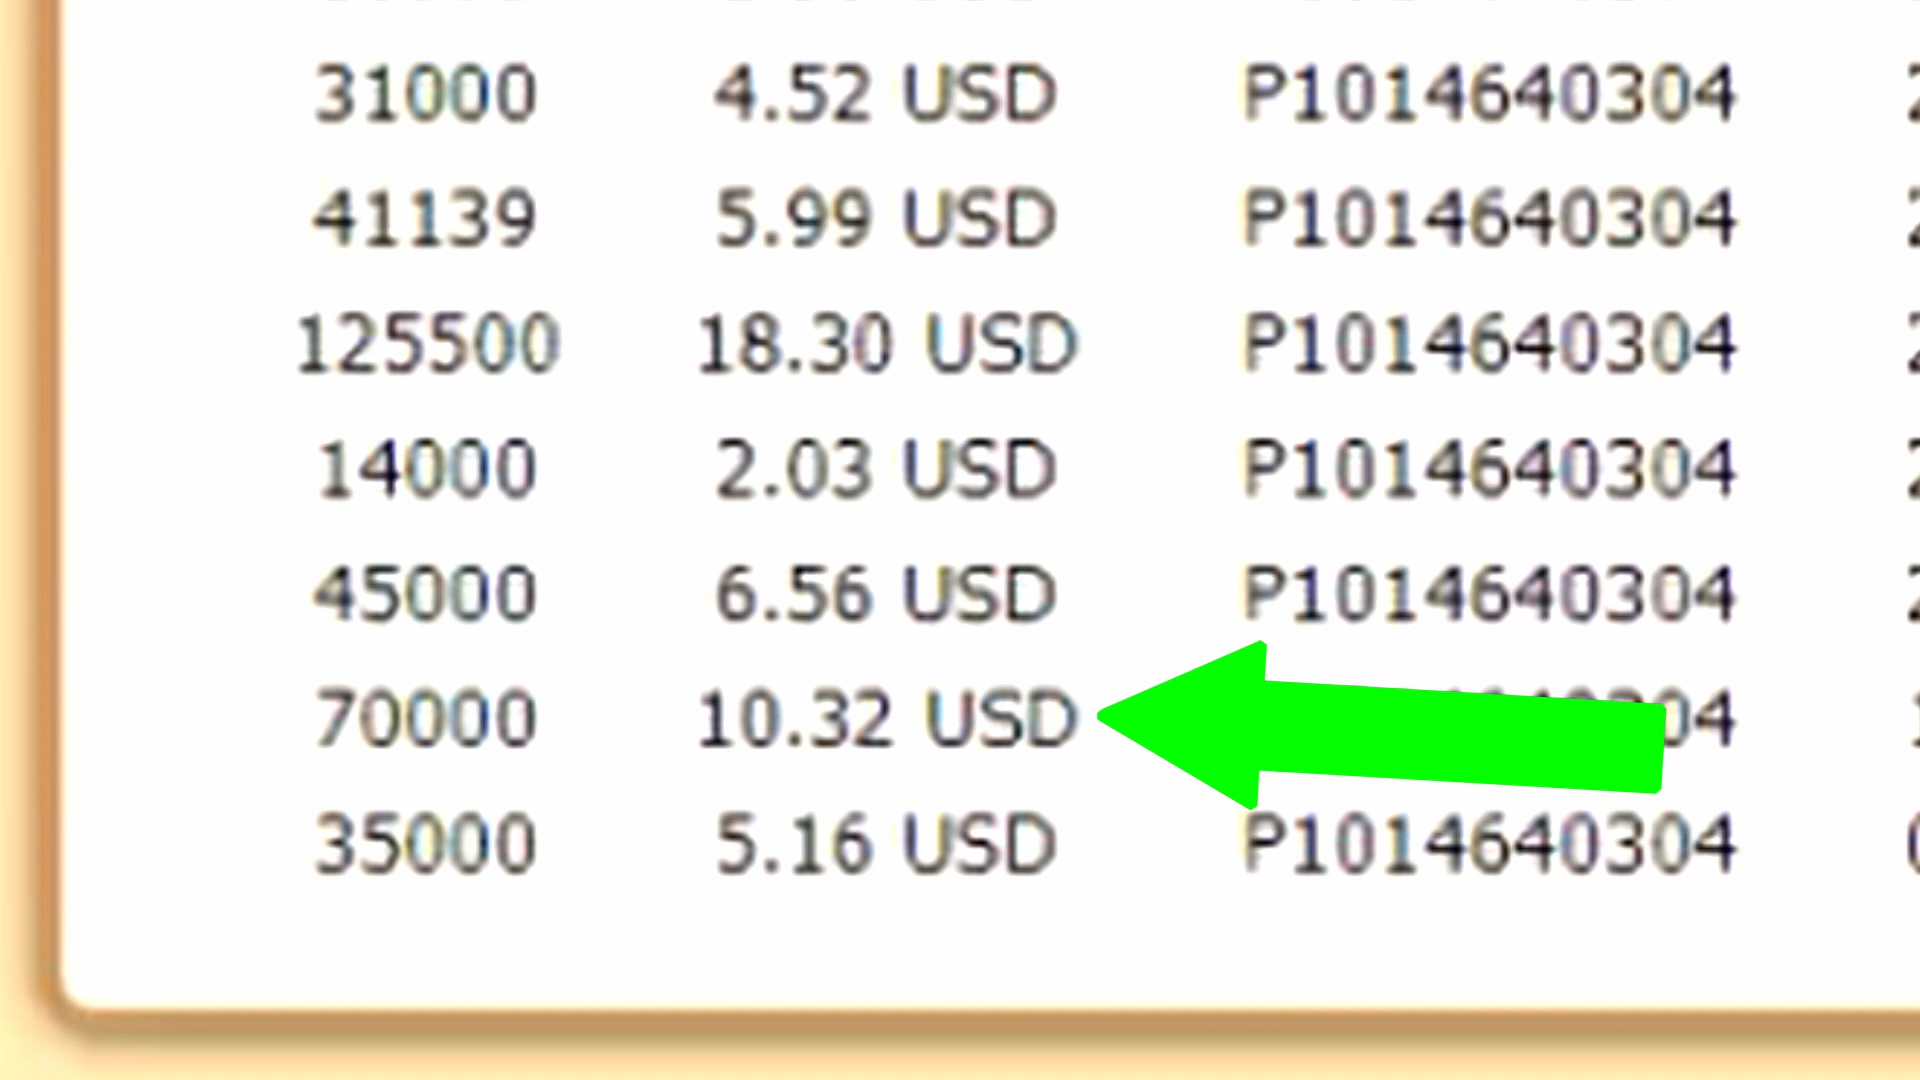 31000 4.52 USD P1014640304
41139 5.99 USD P1014640304
125500 18.30 USD P1014640304
14000 2.03 USD P1014640304
45000 6.56 USD P1014640304
70000 10.32 USD
35000 5.16 USD P1014640304